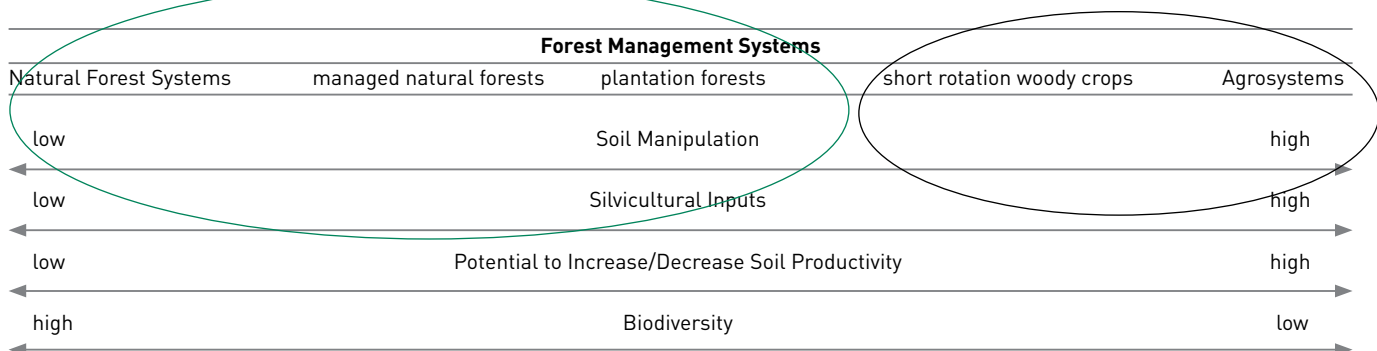 Forest Management Systems
Natural Forest Systems managed natural forests plantation forests short rotation woody crops Agrosystems
low Soil Manipulation high
low Silvicultural Inputs high
low Potential to Increase/Decrease Soil Productivity high
high Biodiversity low